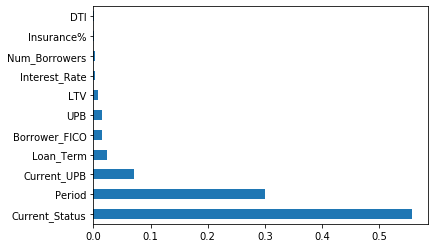 DTI
Insurance%
Num_Borrowers
Interest_Rate
LTV
UPB
Borrower_FICO
Loan_Term
Current_UPB
Period
Current_Status
0.0 0.1 0.2 0.3 0.4 0.5